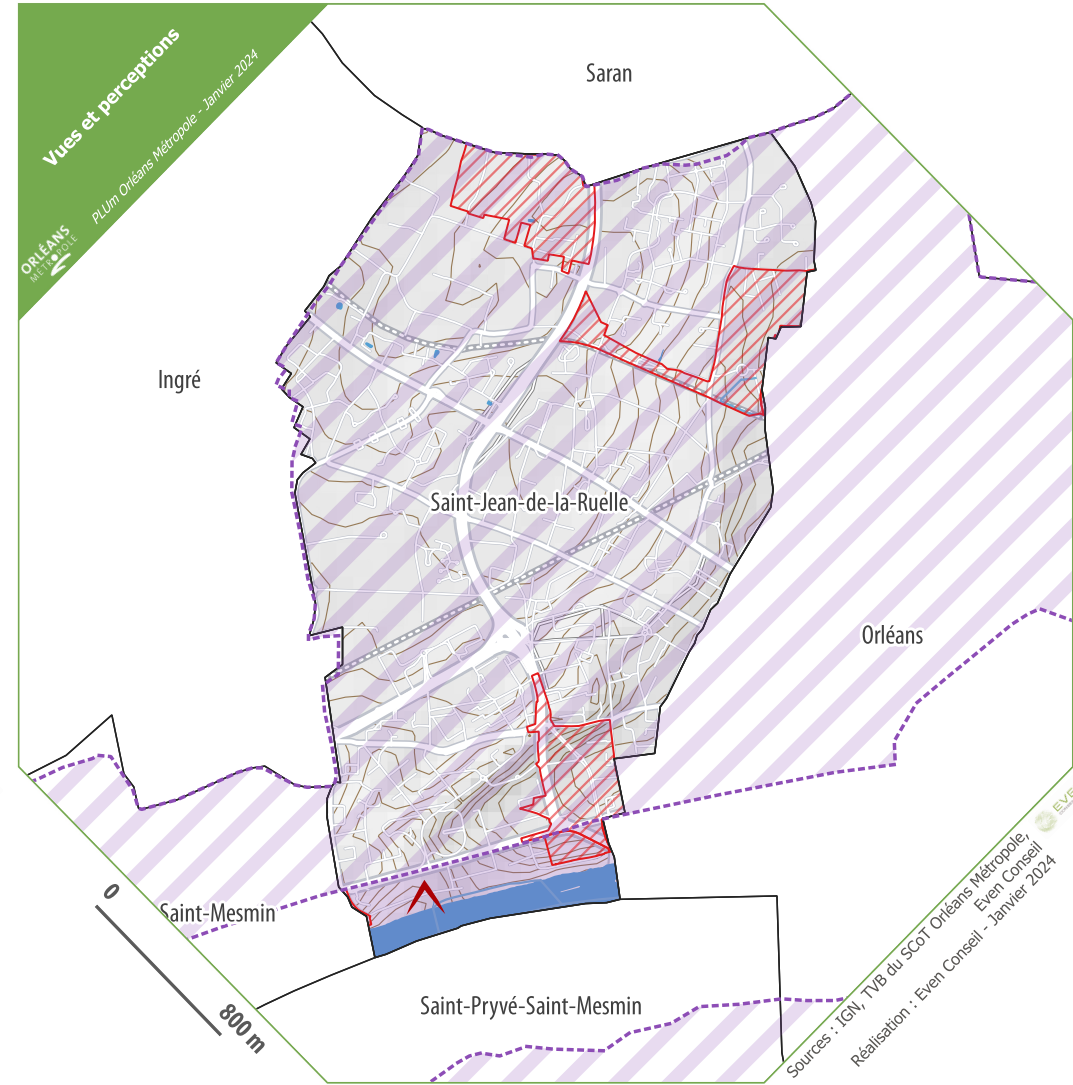 Vues et perceptions
PLUm Orléans Métropole - Janvier 2024
ORLÉANS
MÉTROPOLE
Saran
Ingré
Saint-Jean-de-la-Ruelle
Orléans
Saint-Mesmin
Saint-Pryvé-Saint-Mesmin
0
800 m
Sources : IGN, TVB du SCoT Orléans Métropole,
Even Conseil
Réalisation : Even Conseil - Janvier 2024